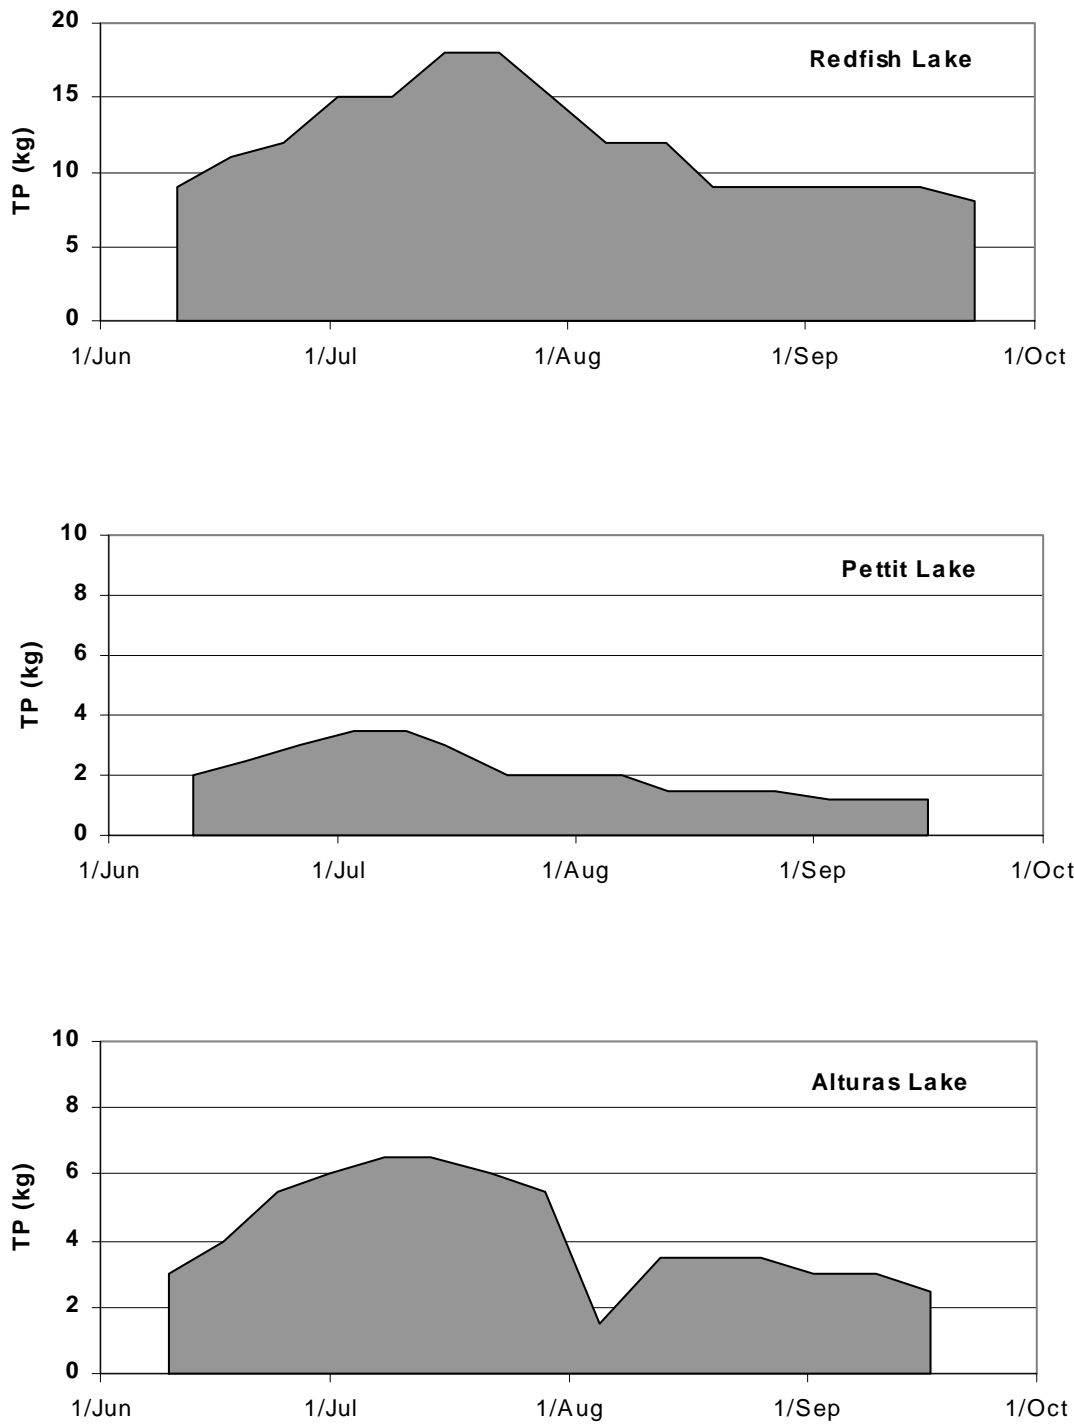 20
Redfish Lake
15
TP (kg)
10
5
0
1/Jun 1/Jul 1/Aug 1/Sep 1/Oct
10
Pettit Lake
8
6
TP (kg)
4
2
0
1/Jun 1/Jul 1/Aug 1/Sep 1/Oct
10
Alturas Lake
8
6
TP (kg)
4
2
0
1/Jun 1/Jul 1/Aug 1/Sep 1/Oct